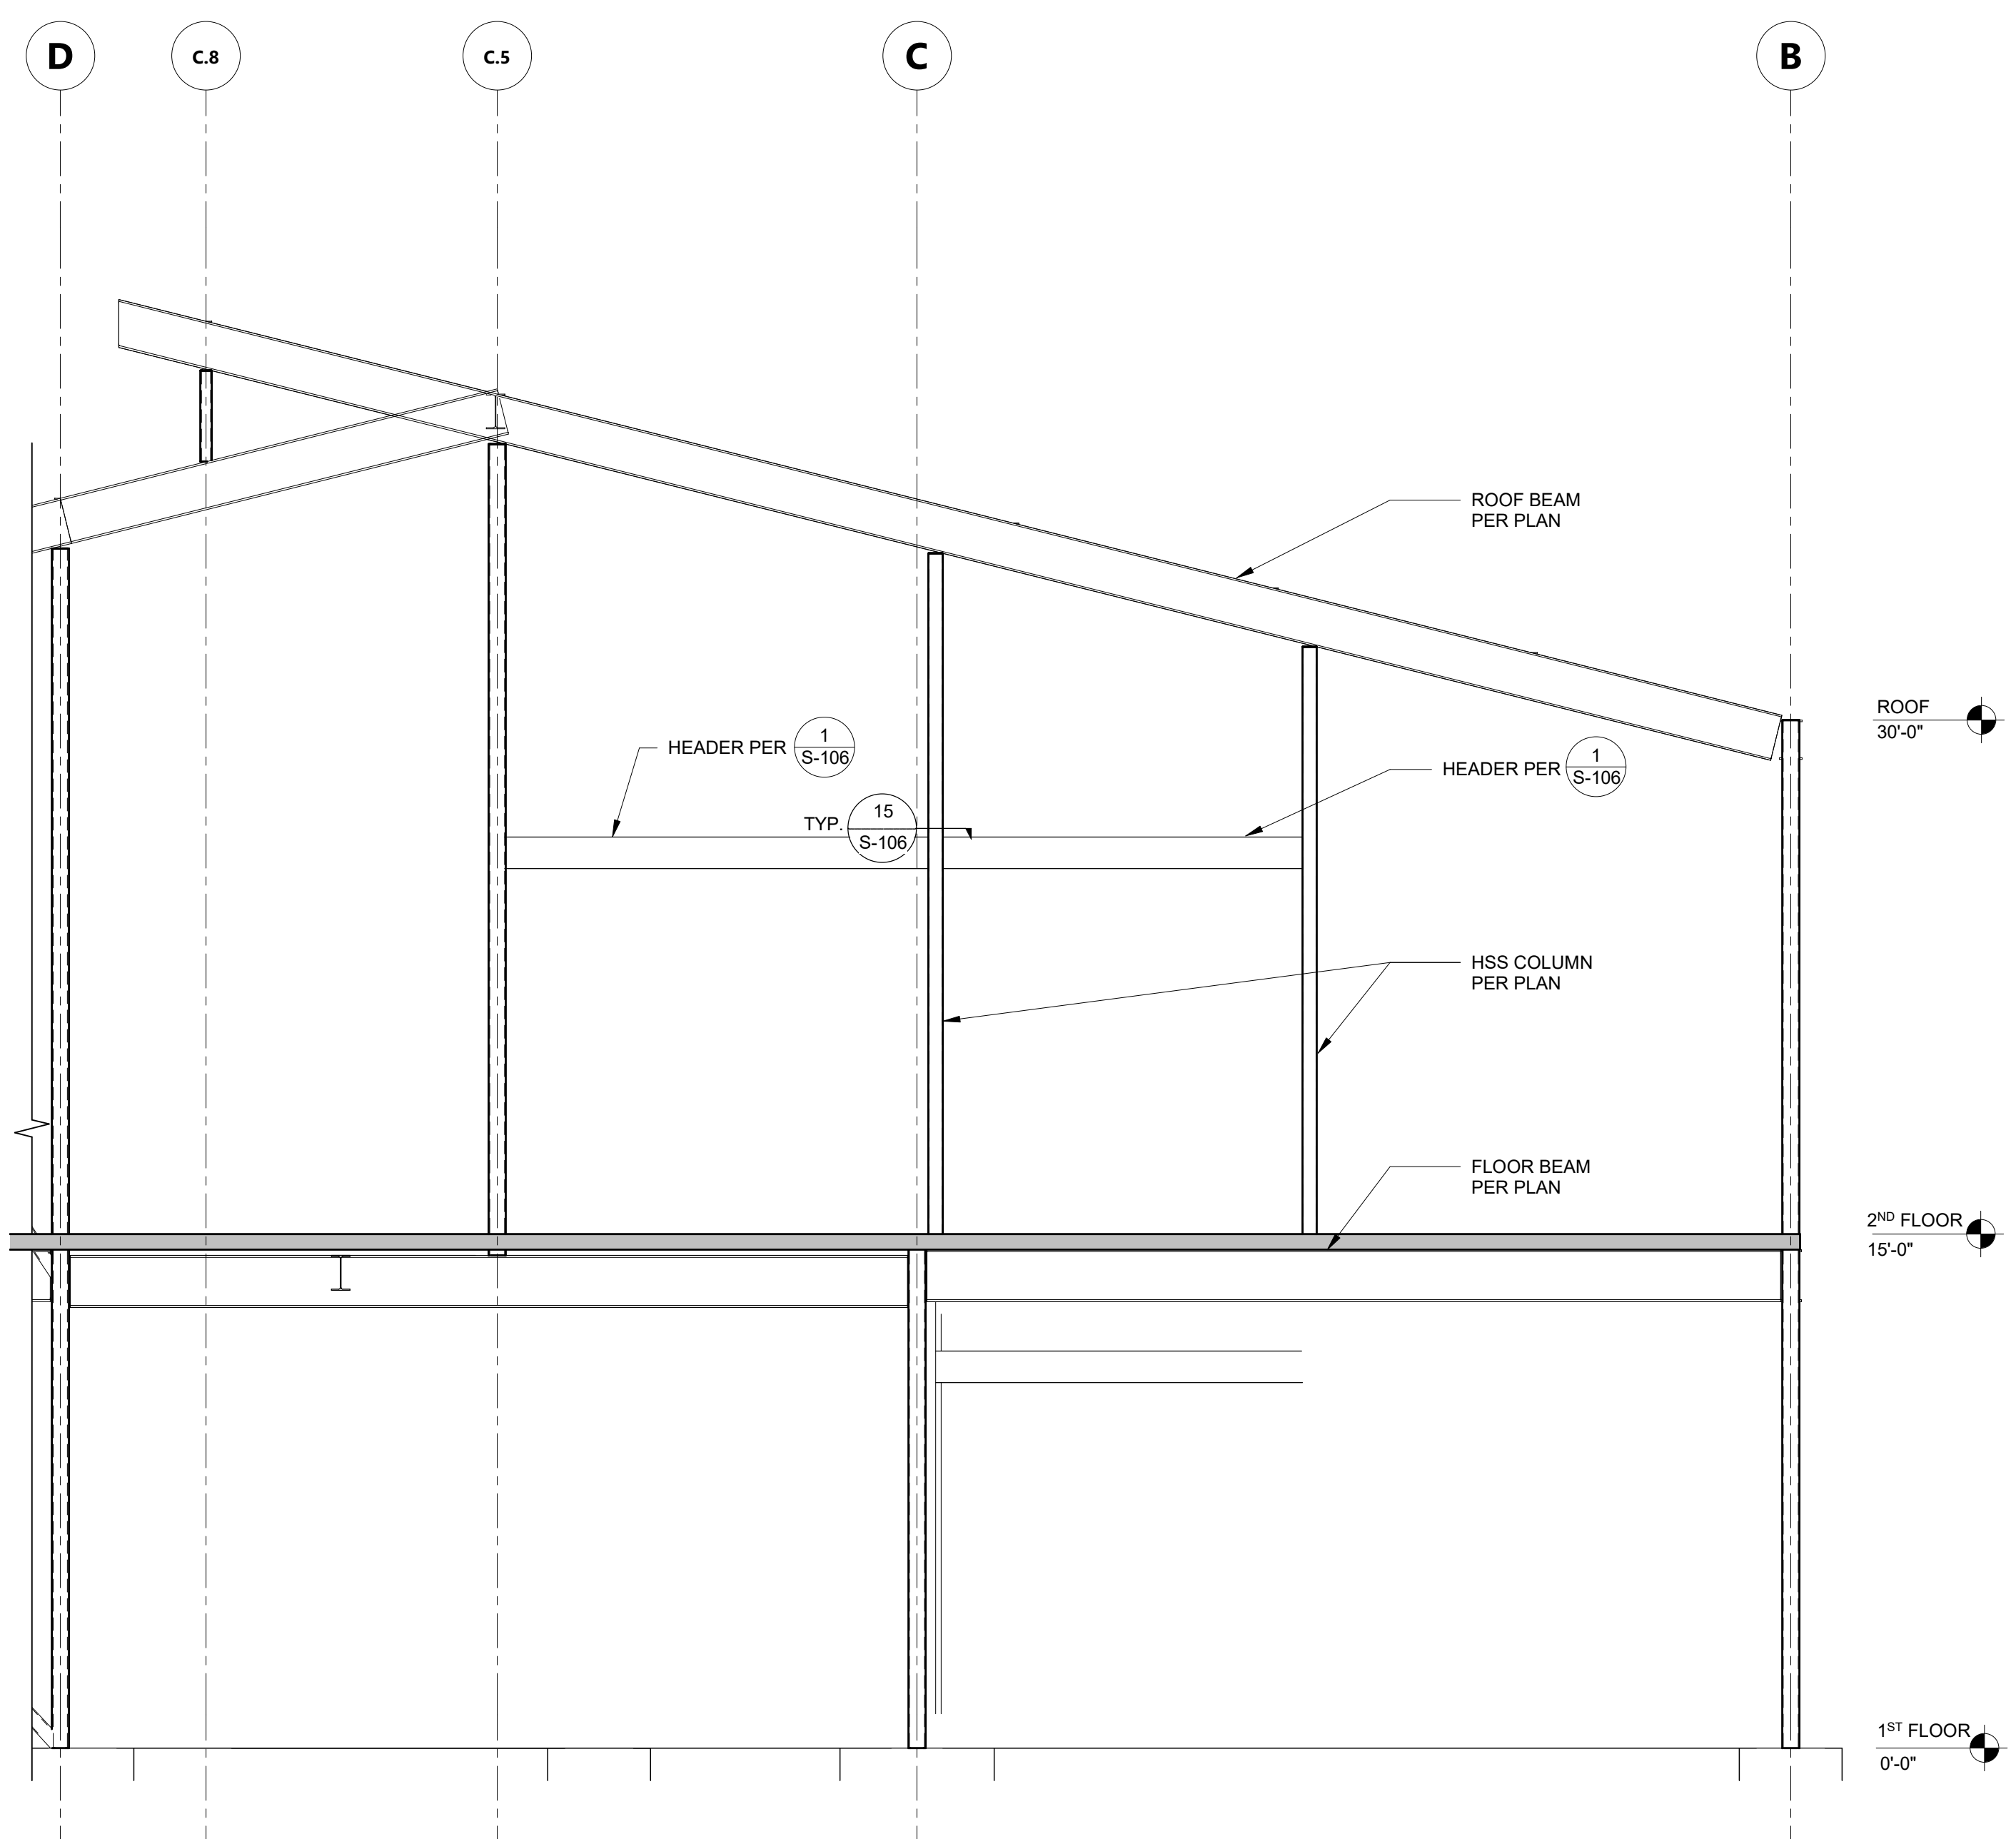 D
C.8
C.5
C
B
ROOF BEAM
PER PLAN
ROOF
30'-0"
HEADER PER
1
S-106
HEADER PER
1
S-106
TYP.
15
S-106
HSS COLUMN
PER PLAN
FLOOR BEAM
PER PLAN
2ND FLOOR
15'-0"
1ST FLOOR
0'-0"